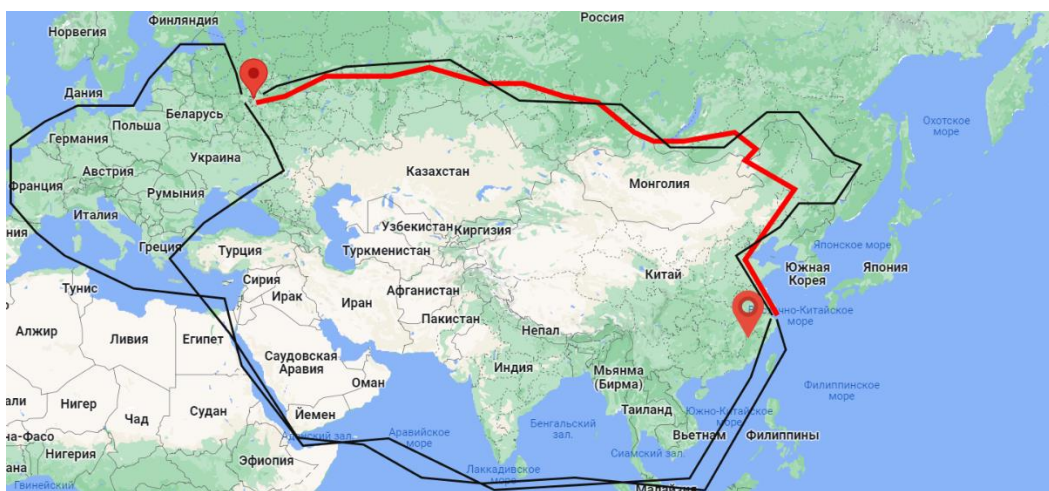 Норвегия
Финляндия
Россия
Дания
Беларусь
Польша
Германия
Охотское
море
Украина
Австрия
Франция
Румыния
Казахстан
Монголия
Италия
Греция
Турция
Узбекистан
Киргизия
Туркменистан
Японское море
Китай
Южная
Корея
Япония
Тунис
Сирия
Ирак
Иран
Афганистан
Пакистан
Непал
море
Алжир
Ливия
Египет
Саудовская
Аравия
Оман
Индия
Мьянма
(Бирма)
Филиппинское
море
Нигер
Чад
Судан
Йемен
Аравийское
море
Бенгальский
зал.
Таиланд
Вьетнам
Филиппины
Нигерия
Эфиопия
Лаккадивское
море
Сиамский зал.
Гвинейский